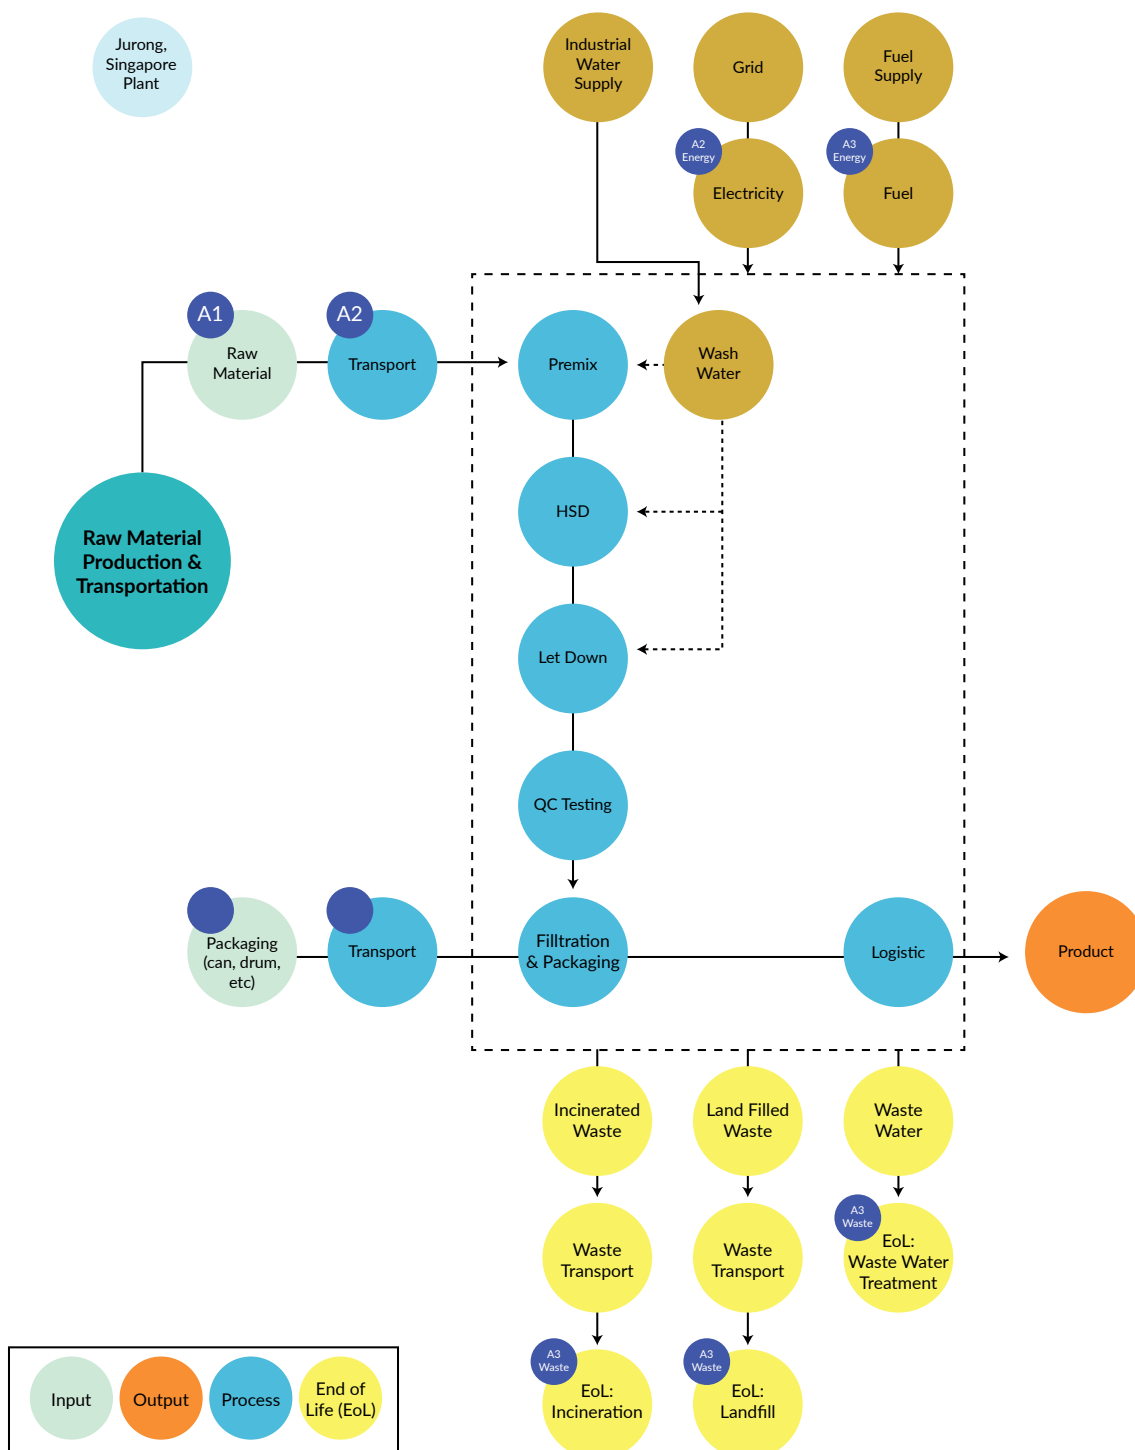 Jurong,
Singapore
Plant
Industrial
Water
Supply
Grid
Fuel
Supply
A2
Energy
Electricity
A3
Energy
Fuel
A1
Raw
Material
A2
Transport
Premix
Wash
Water
Raw Material
Production &
Transportation
HSD
Let Down
QC Testing
Packaging
(can, drum,
etc)
Transport
Filltration
& Packaging
Logistic
Product
Incinerated
Waste
Land Filled
Waste
Waste
Water
Waste
Transport
Waste
Transport
A3
Waste
EoL:
Waste Water
Treatment
A3
Waste
EoL:
Incineration
A3
Waste
EoL:
Landfill
Input
Output
Process
End of
Life (EoL)